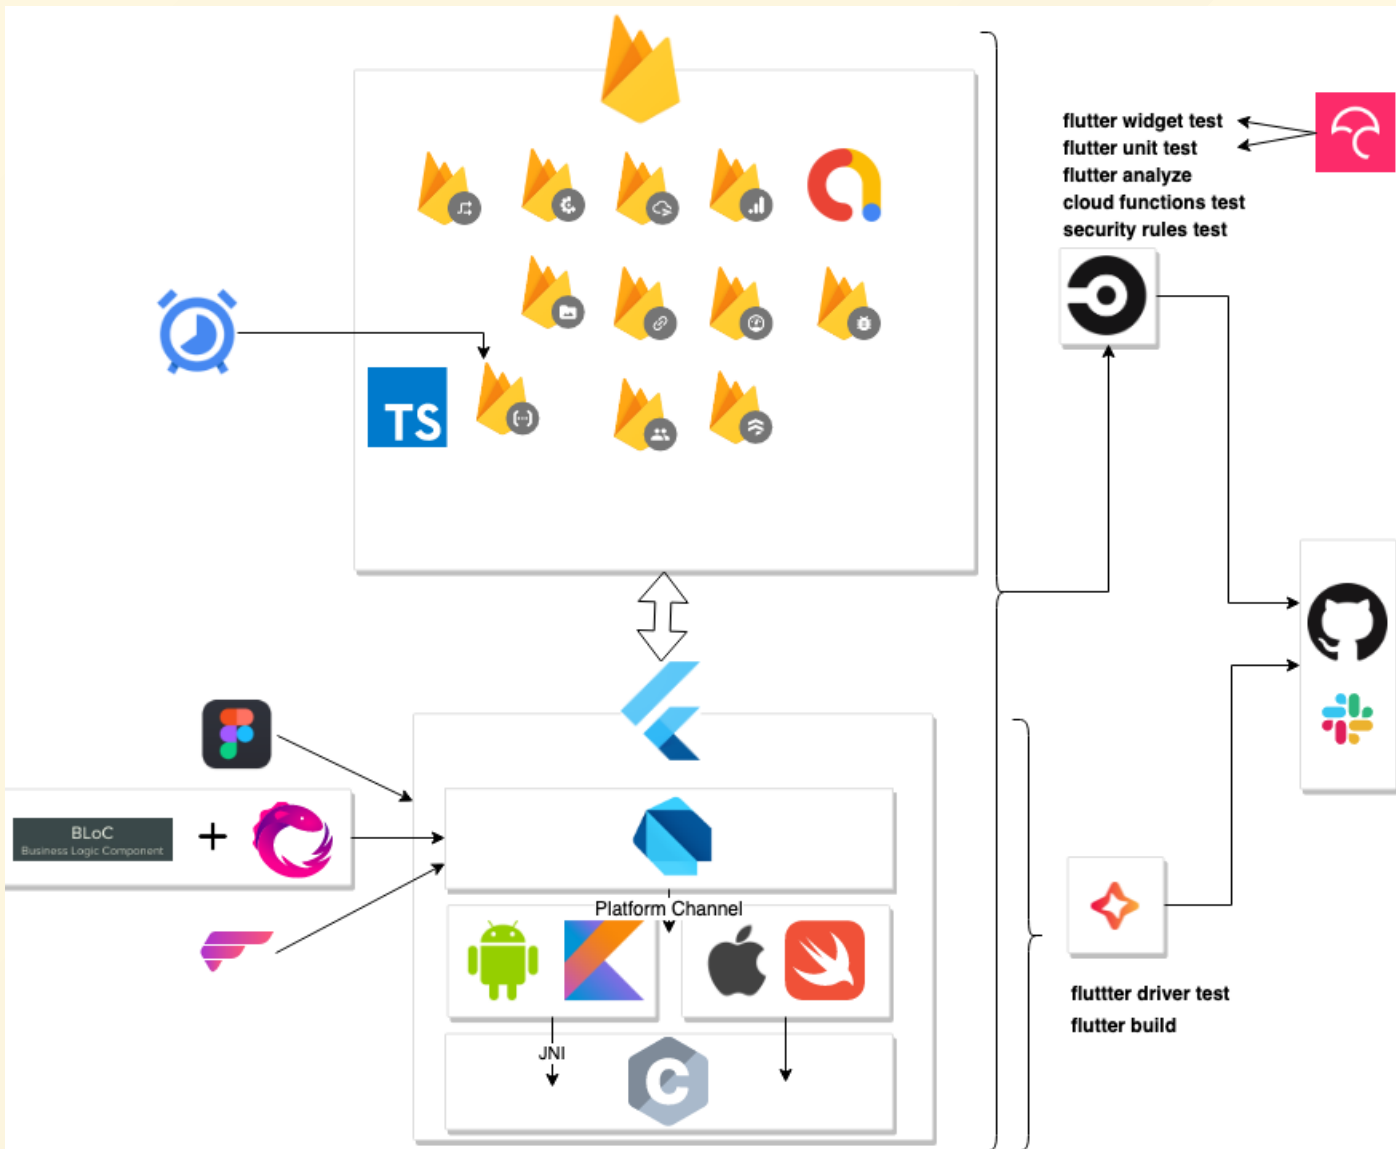 flutter widget test
flutter unit test
flutter analyze
cloud functions test
security rules test
TS
BLoC
Business Logic Component
+
Platform Channel
JNI
C
fluttter driver test
flutter build